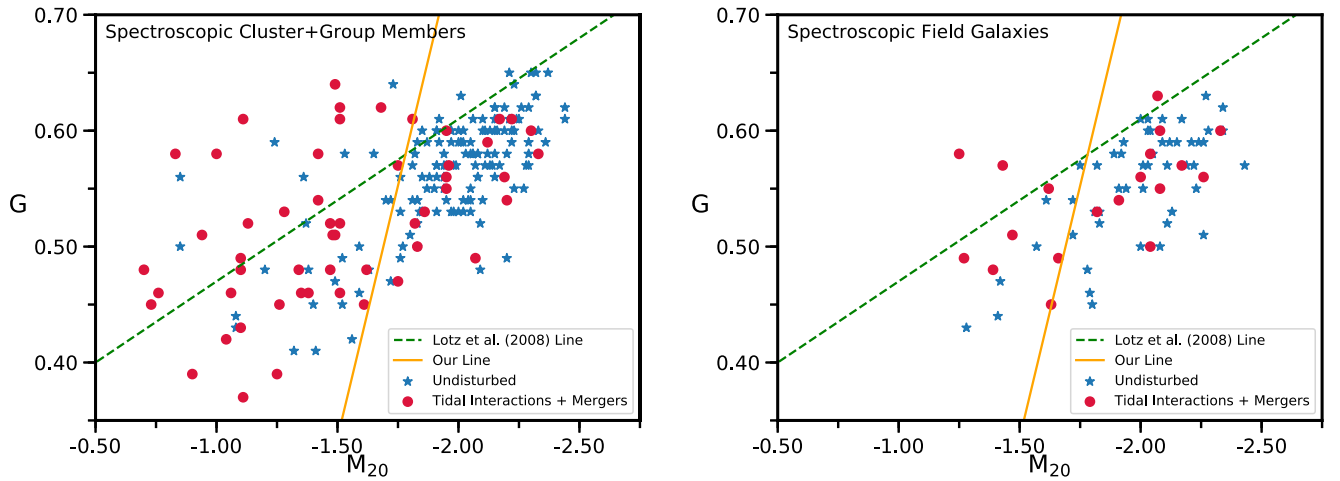 0.70
0.60
0.50
0.40
G
Spectroscopic Cluster+Group Members
Lotz et al. (2008) Line
Our Line
Undisturbed
Tidal Interactions + Mergers
-0.50 -1.00 -1.50 -2.00 -2.50
M20
0.70
0.60
0.50
0.40
G
Spectroscopic Field Galaxies
Lotz et al. (2008) Line
Our Line
Undisturbed
Tidal Interactions + Mergers
-0.50 -1.00 -1.50 -2.00 -2.50
M20